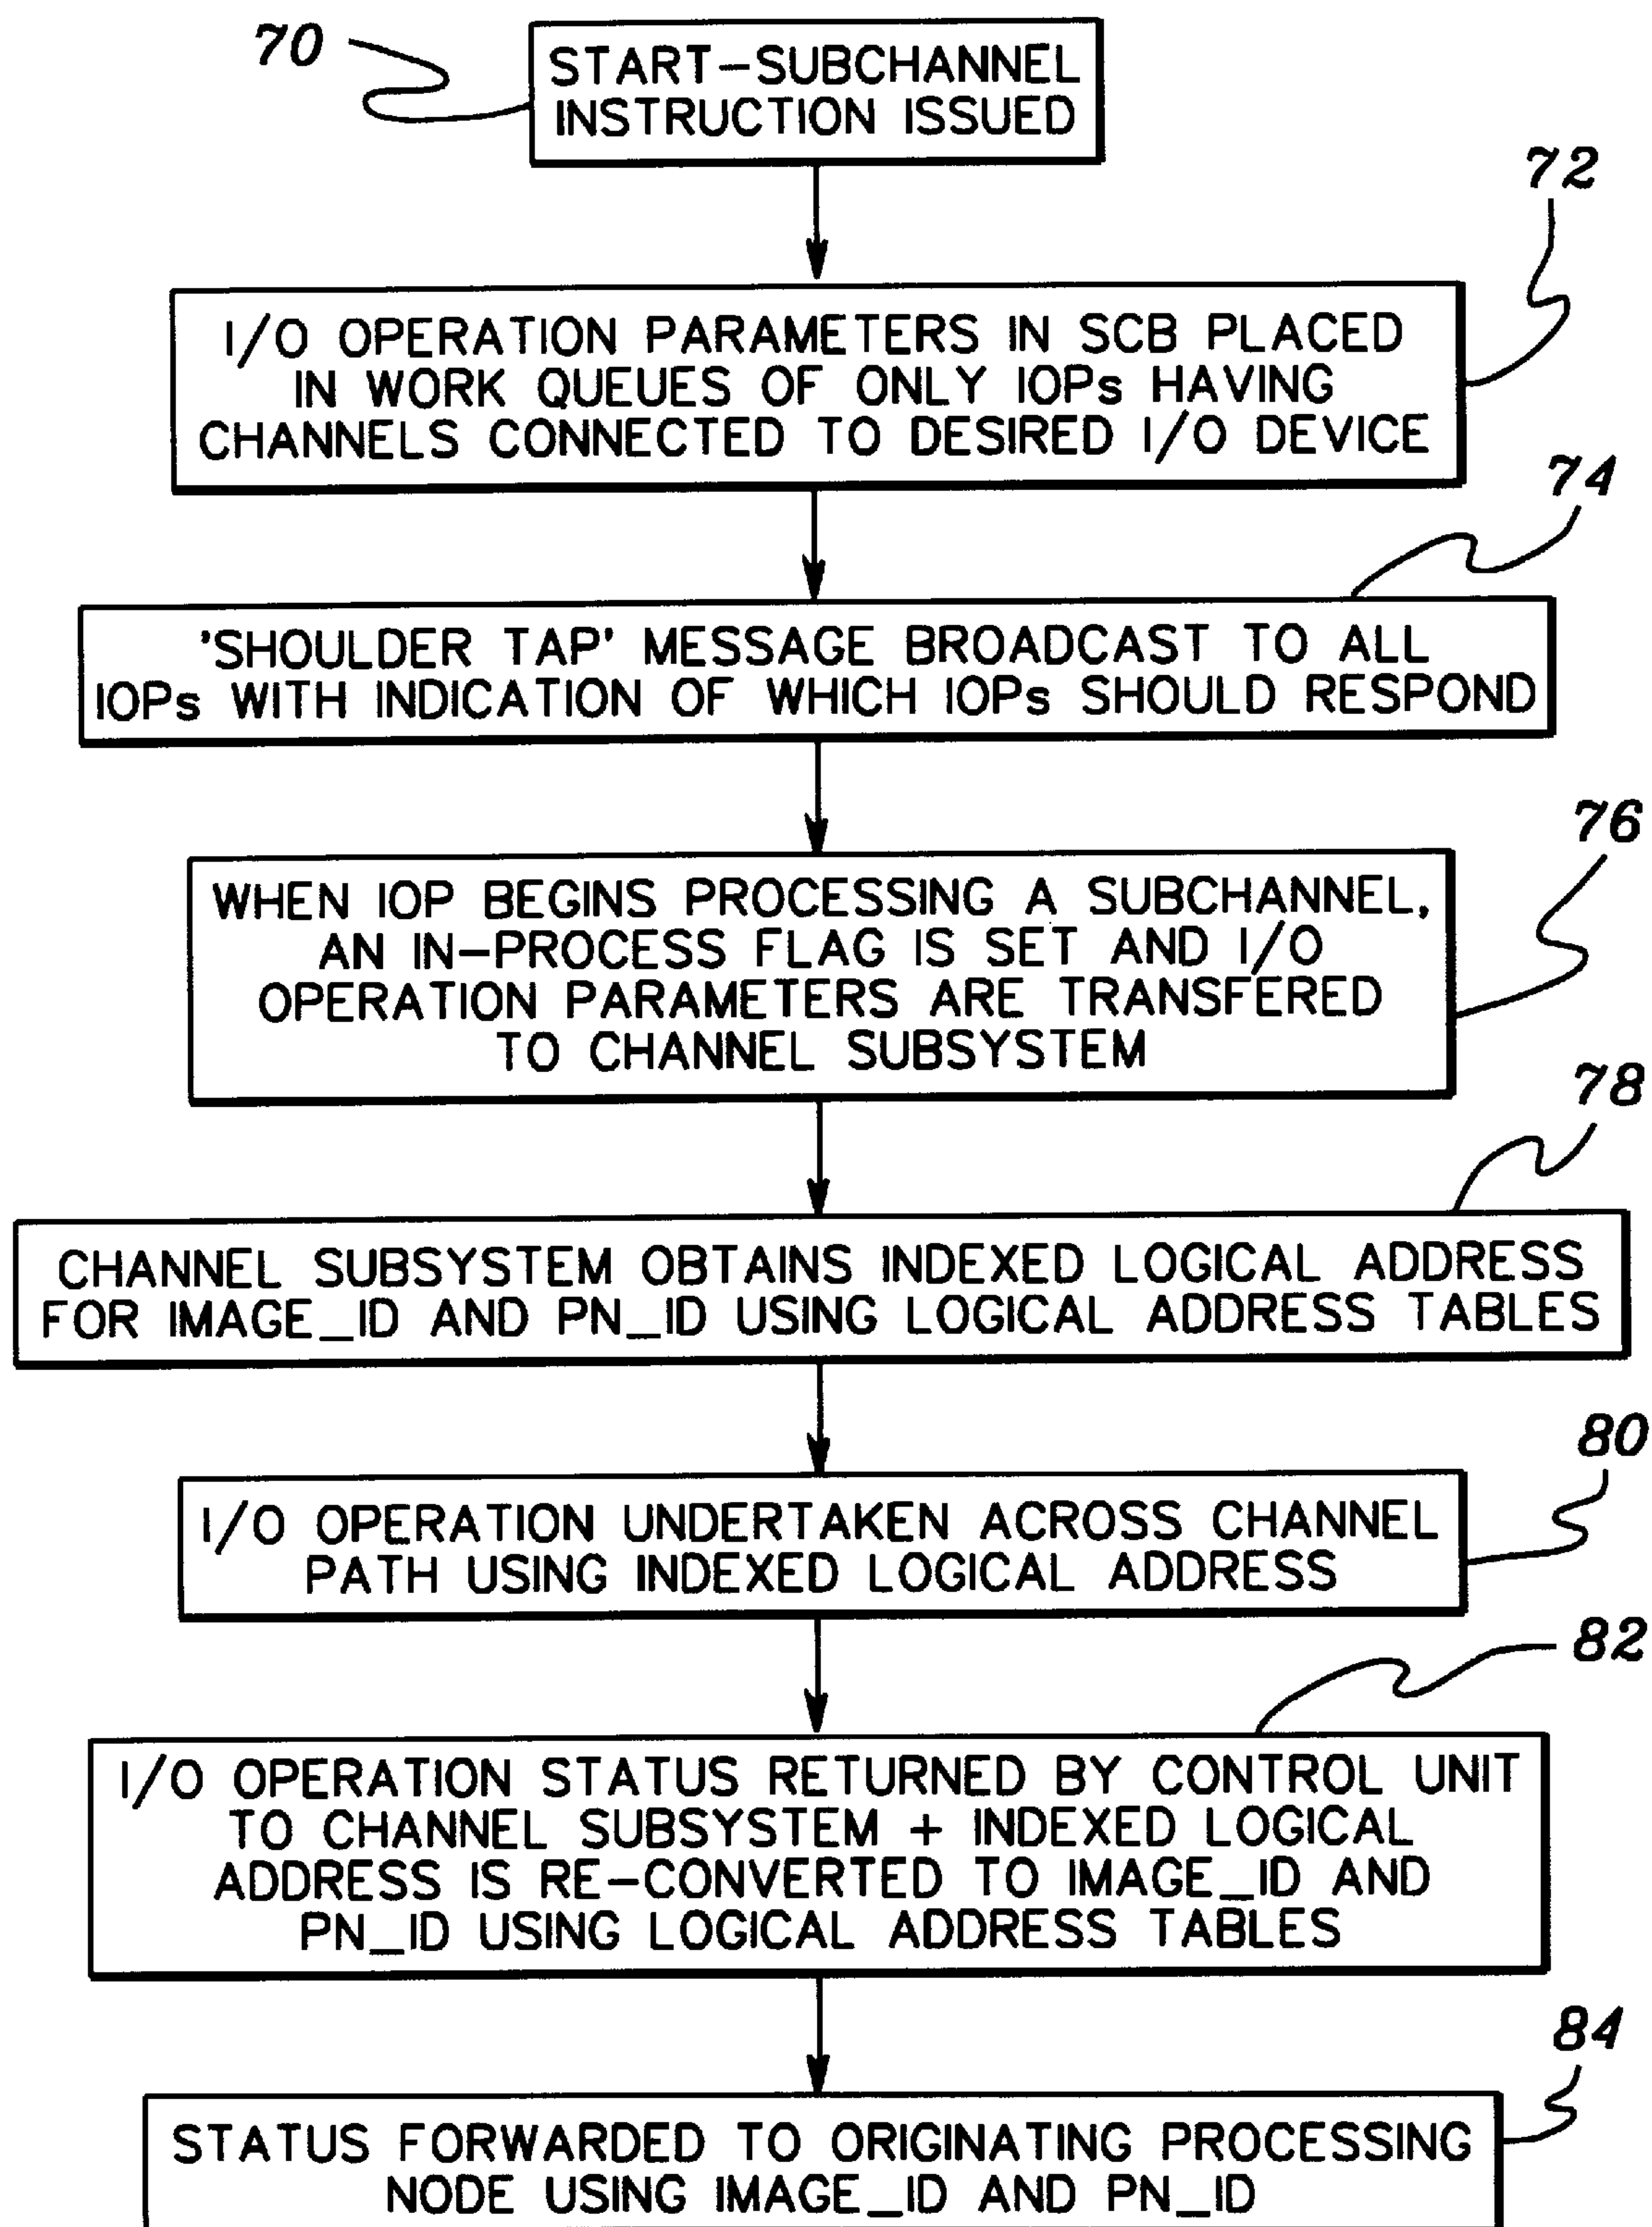 70
START-SUBCHANNEL
INSTRUCTION ISSUED
72
I/O OPERATION PARAMETERS IN SCB PLACED
IN WORK QUEUES OF ONLY IOPs HAVING
CHANNELS CONNECTED TO DESIRED I/O DEVICE
74
'SHOULDER TAP' MESSAGE BROADCAST TO ALL
IOPs WITH INDICATION OF WHICH IOPs SHOULD RESPOND
76
WHEN IOP BEGINS PROCESSING A SUBCHANNEL,
AN IN-PROCESS FLAG IS SET AND I/O
OPERATION PARAMETERS ARE TRANSFERED
TO CHANNEL SUBSYSTEM
78
CHANNEL SUBSYSTEM OBTAINS INDEXED LOGICAL ADDRESS
FOR IMAGE_ID AND PN_ID USING LOGICAL ADDRESS TABLES
80
I/O OPERATION UNDERTAKEN ACROSS CHANNEL
PATH USING INDEXED LOGICAL ADDRESS
82
I/O OPERATION STATUS RETURNED BY CONTROL UNIT
TO CHANNEL SUBSYSTEM + INDEXED LOGICAL
ADDRESS IS RE-CONVERTED TO IMAGE_ID AND
PN_ID USING LOGICAL ADDRESS TABLES
84
STATUS FORWARDED TO ORIGINATING PROCESSING
NODE USING IMAGE_ID AND PN_ID